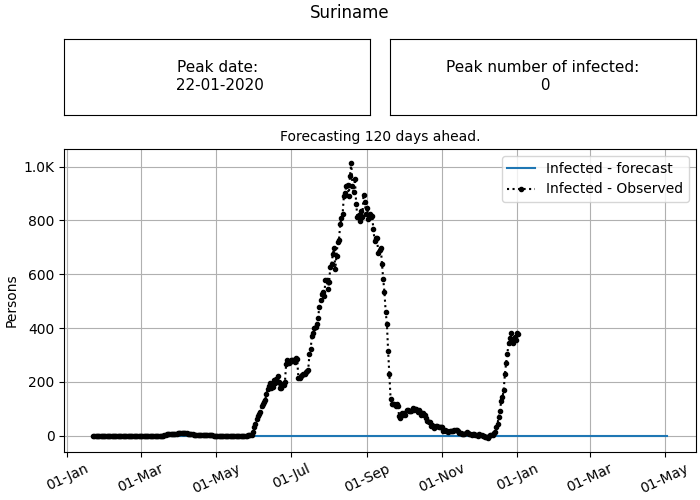 Suriname
Peak date:
22-01-2020
Peak number of infected:
0
Forecasting 120 days ahead.
Infected - forecast
Infected - Observed
Persons
1.0K
800
600
400
200
0
01-Jan
01-Mar
01-May
01-Jul
01-Sep
01-Nov
01-Jan
01-Mar
01-May